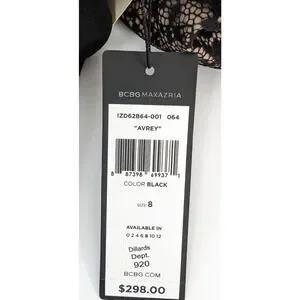 BCBGMAXAZRIA
IZD62B64-001 064
"AVREY"
8 87398 69937 1
COLOR BLACK
SIZE 8
AVAILABLE IN
0 2 4 6 8 10 12
Dillards
Dept.
920
BCBG.COM
$298.00